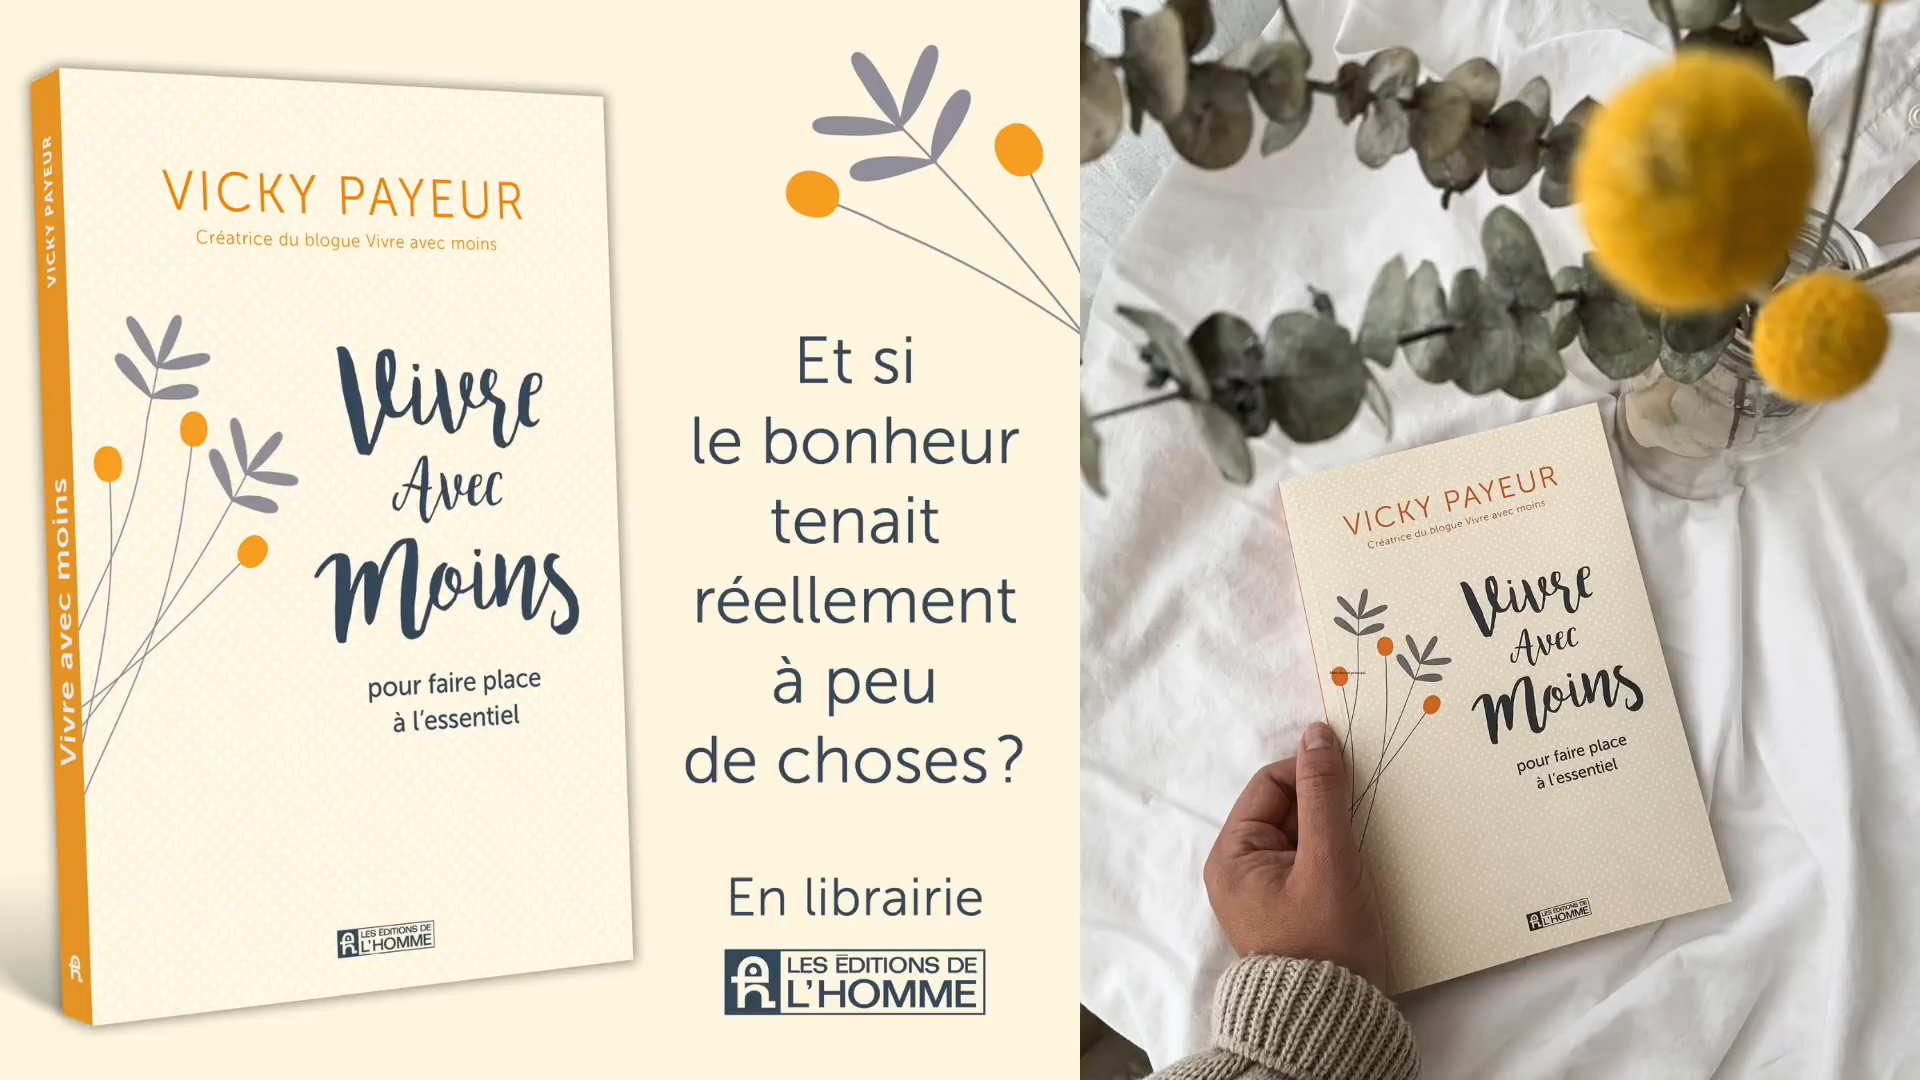 VICKY PAYEUR
Vivre avec moins
VICKY PAYEUR
Créatrice du blogue Vivre avec moins
Vivre
Avec
Moins
pour faire place
à l'essentiel
LES ÉDITIONS DE
L'HOMME
Et si
le bonheur
tenait
réellement
à peu
de choses ?
En librairie
LES ÉDITIONS DE
L'HOMME
VICKY PAYEUR
Créatrice du blogue Vivre avec moins
Vivre
Avec
Moins
pour faire place
à l'essentiel
LES ÉDITIONS DE
L'HOMME